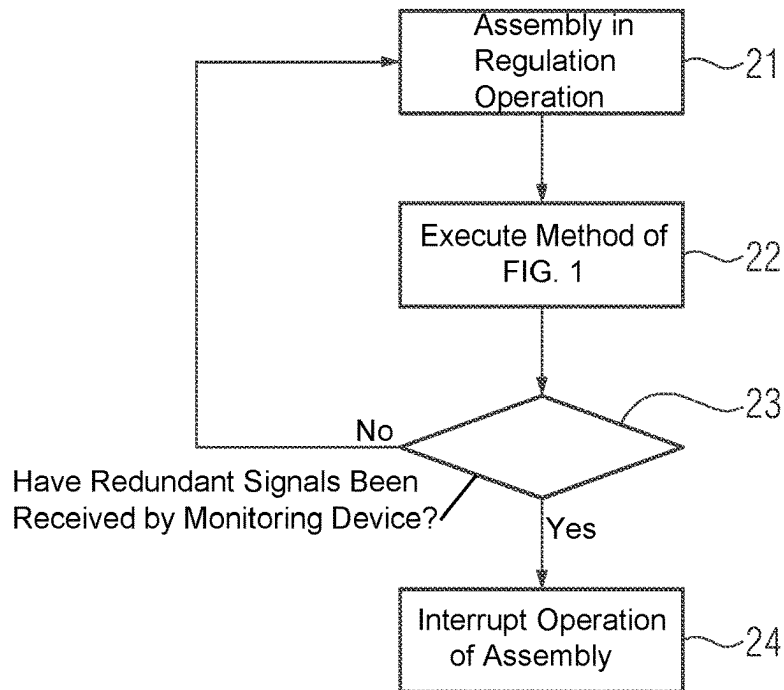 Assembly in
Regulation
Operation
21
Execute Method of
FIG. 1
22
23
No
Have Redundant Signals Been
Received by Monitoring Device?
Yes
Interrupt Operation
of Assembly
24